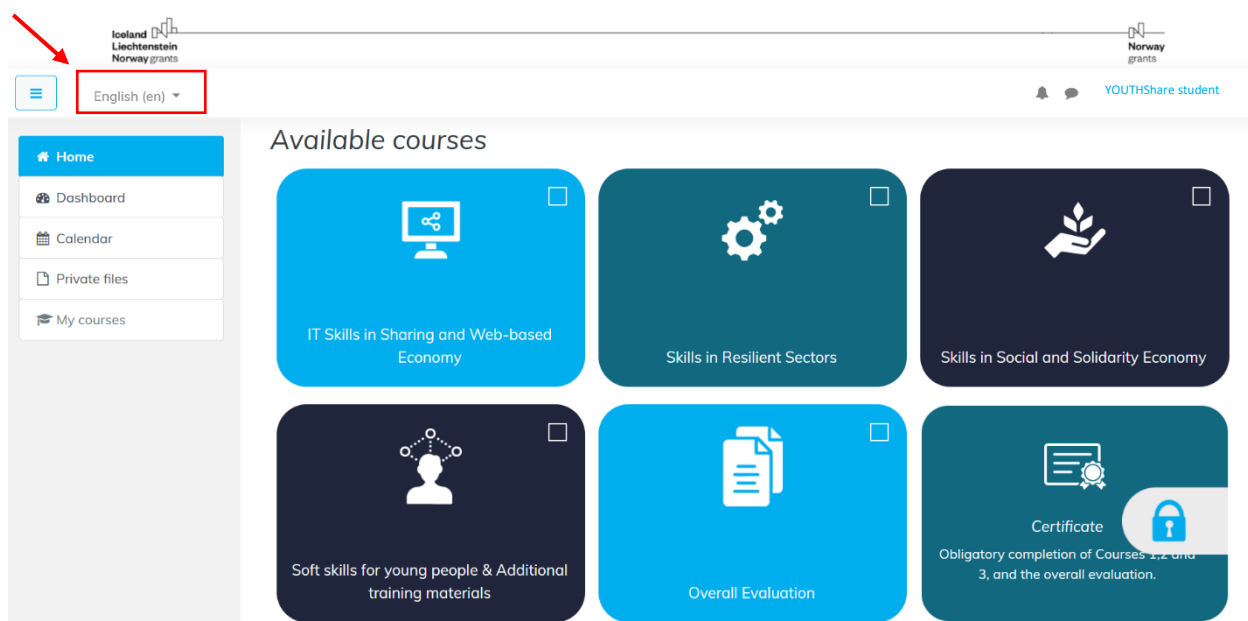 Iceland
Liechtenstein
Norway grants
Norway
grants
English (en)
YOUTHShare student
Home
Dashboard
Calendar
Private files
My courses
Available courses
IT Skills in Sharing and Web-based
Economy
Skills in Resilient Sectors
Skills in Social and Solidarity Economy
Soft skills for young people & Additional
training materials
Overall Evaluation
Certificate
Obligatory completion of Courses 1,2 and
3, and the overall evaluation.